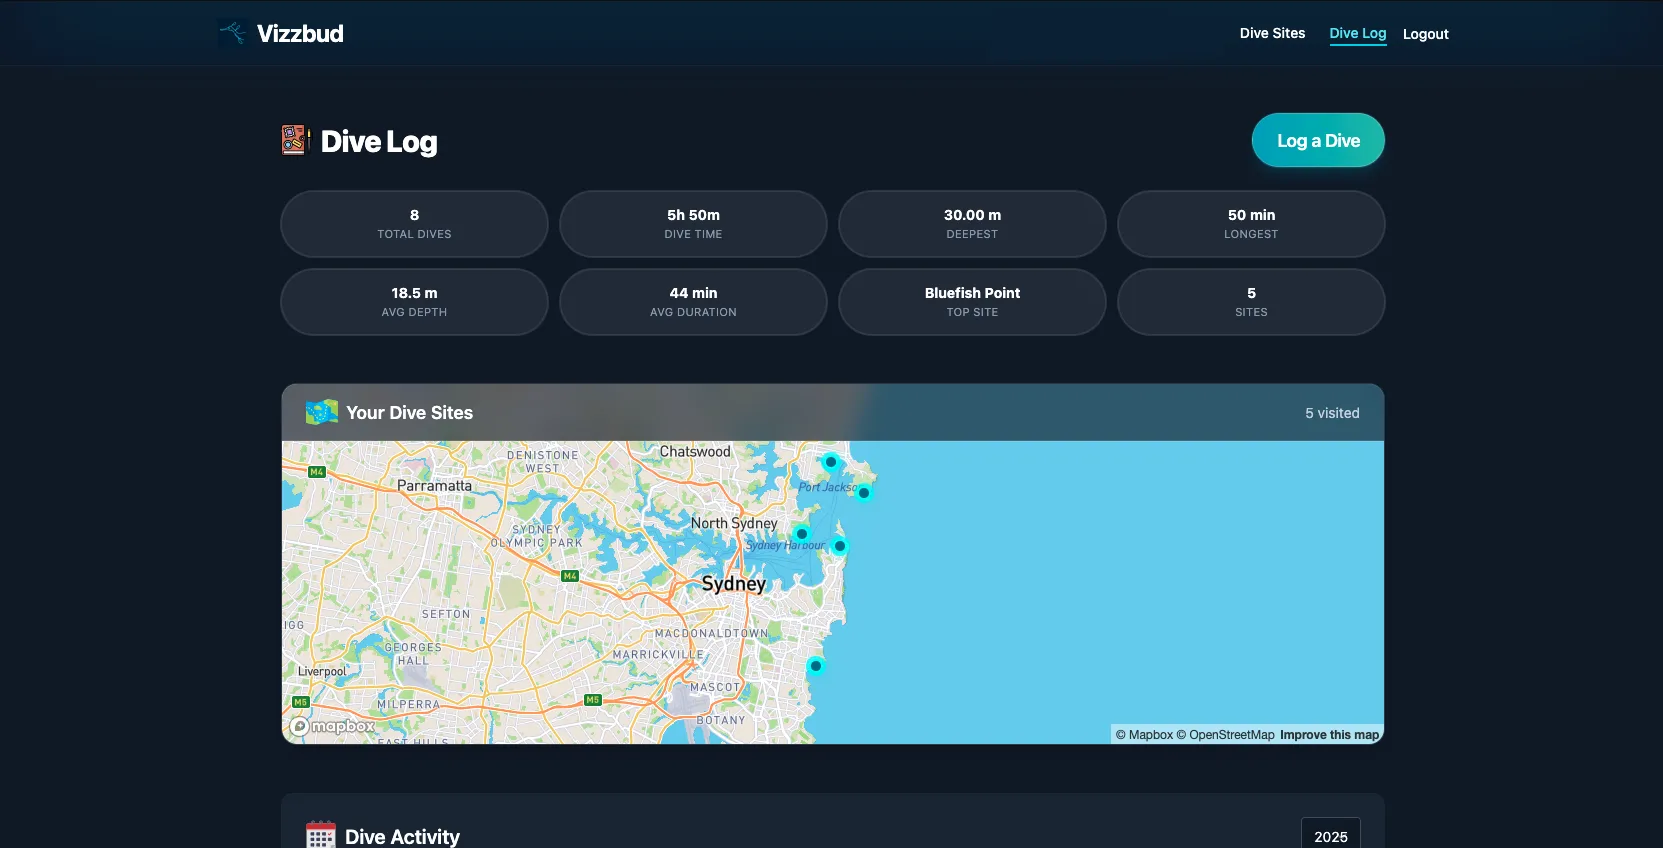 Vizzbud
Dive Sites
Dive Log
Logout
Dive Log
Log a Dive
8
TOTAL DIVES
5h 50m
DIVE TIME
30.00 m
DEEPEST
50 min
LONGEST
18.5 m
AVG DEPTH
44 min
AVG DURATION
Bluefish Point
TOP SITE
5
SITES
Your Dive Sites
5 visited
Chatswood
DENISTONE
WEST
M4
Parramatta
Port Jackso
North Sydney
SYDNEY
OLYMPIC PARK
Sydney Harbour
M4
Sydney
SEFTON
IGG
MACDONALDTOWN
GEORGES
HALL
MARRICKVILLE
Liverpool
MASCOT
M5
M5
MILPERRA
BOTANY
mapbox
EAST HILLS
© Mapbox © OpenStreetMap Improve this map
Dive Activity
2025